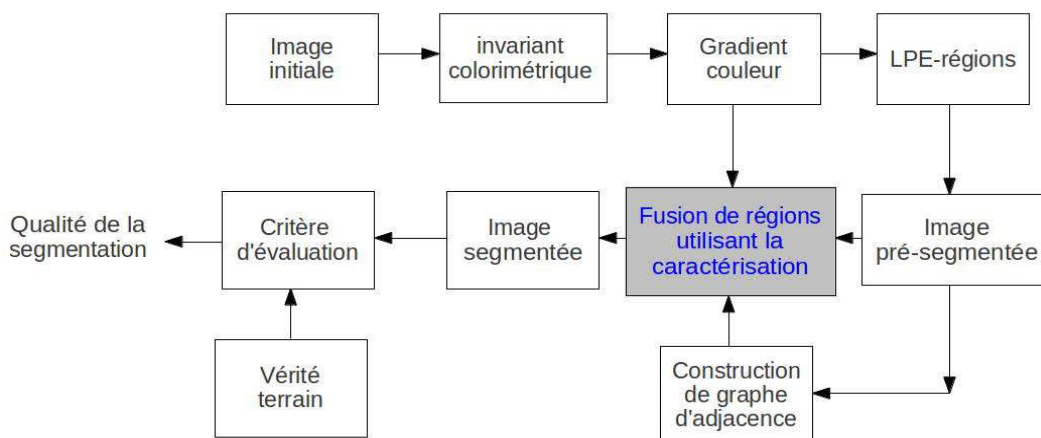 Image
initiale
invariant
colorimétrique
Gradient
couleur
LPE-régions
Qualité de la
segmentation
Critère
d'évaluation
Image
segmentée
Fusion de régions
utilisant la
caractérisation
Image
pré-segmentée
Vérité
terrain
Construction
de graphe
d'adjacence